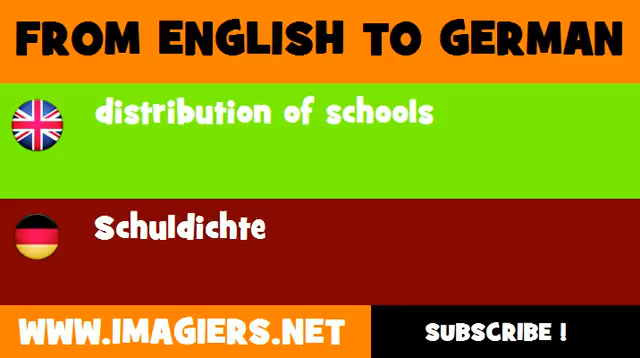 FROM ENGLISH TO GERMAN
distribution of schools
Schuldichte
WWW.IMAGIERS.NET
SUBSCRIBE !